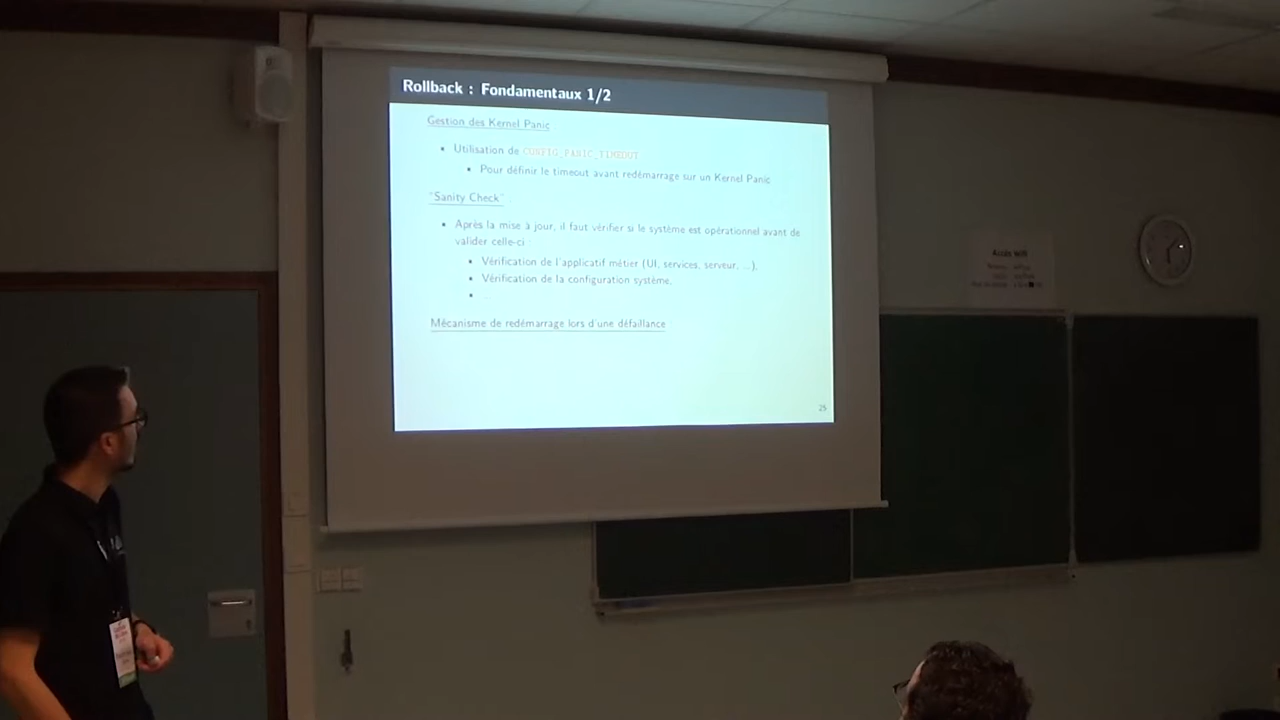 Rollback : Fondamentaux 1/2
Gestion des Kernel Panic
• Utilisation de CONFIG_PANIC_TIMEOUT
• Pour définir le timeout avant redémarrage sur un Kernel Panic
"Sanity Check"
• Après la mise à jour, il faut vérifier si le système est opérationnel avant de
valider celle-ci :
• Vérification de l'applicatif métier (UI, services, serveur, ...),
• Vérification de la configuration système,
• ...
Mécanisme de redémarrage lors d'une défaillance
25
Accès Wifi